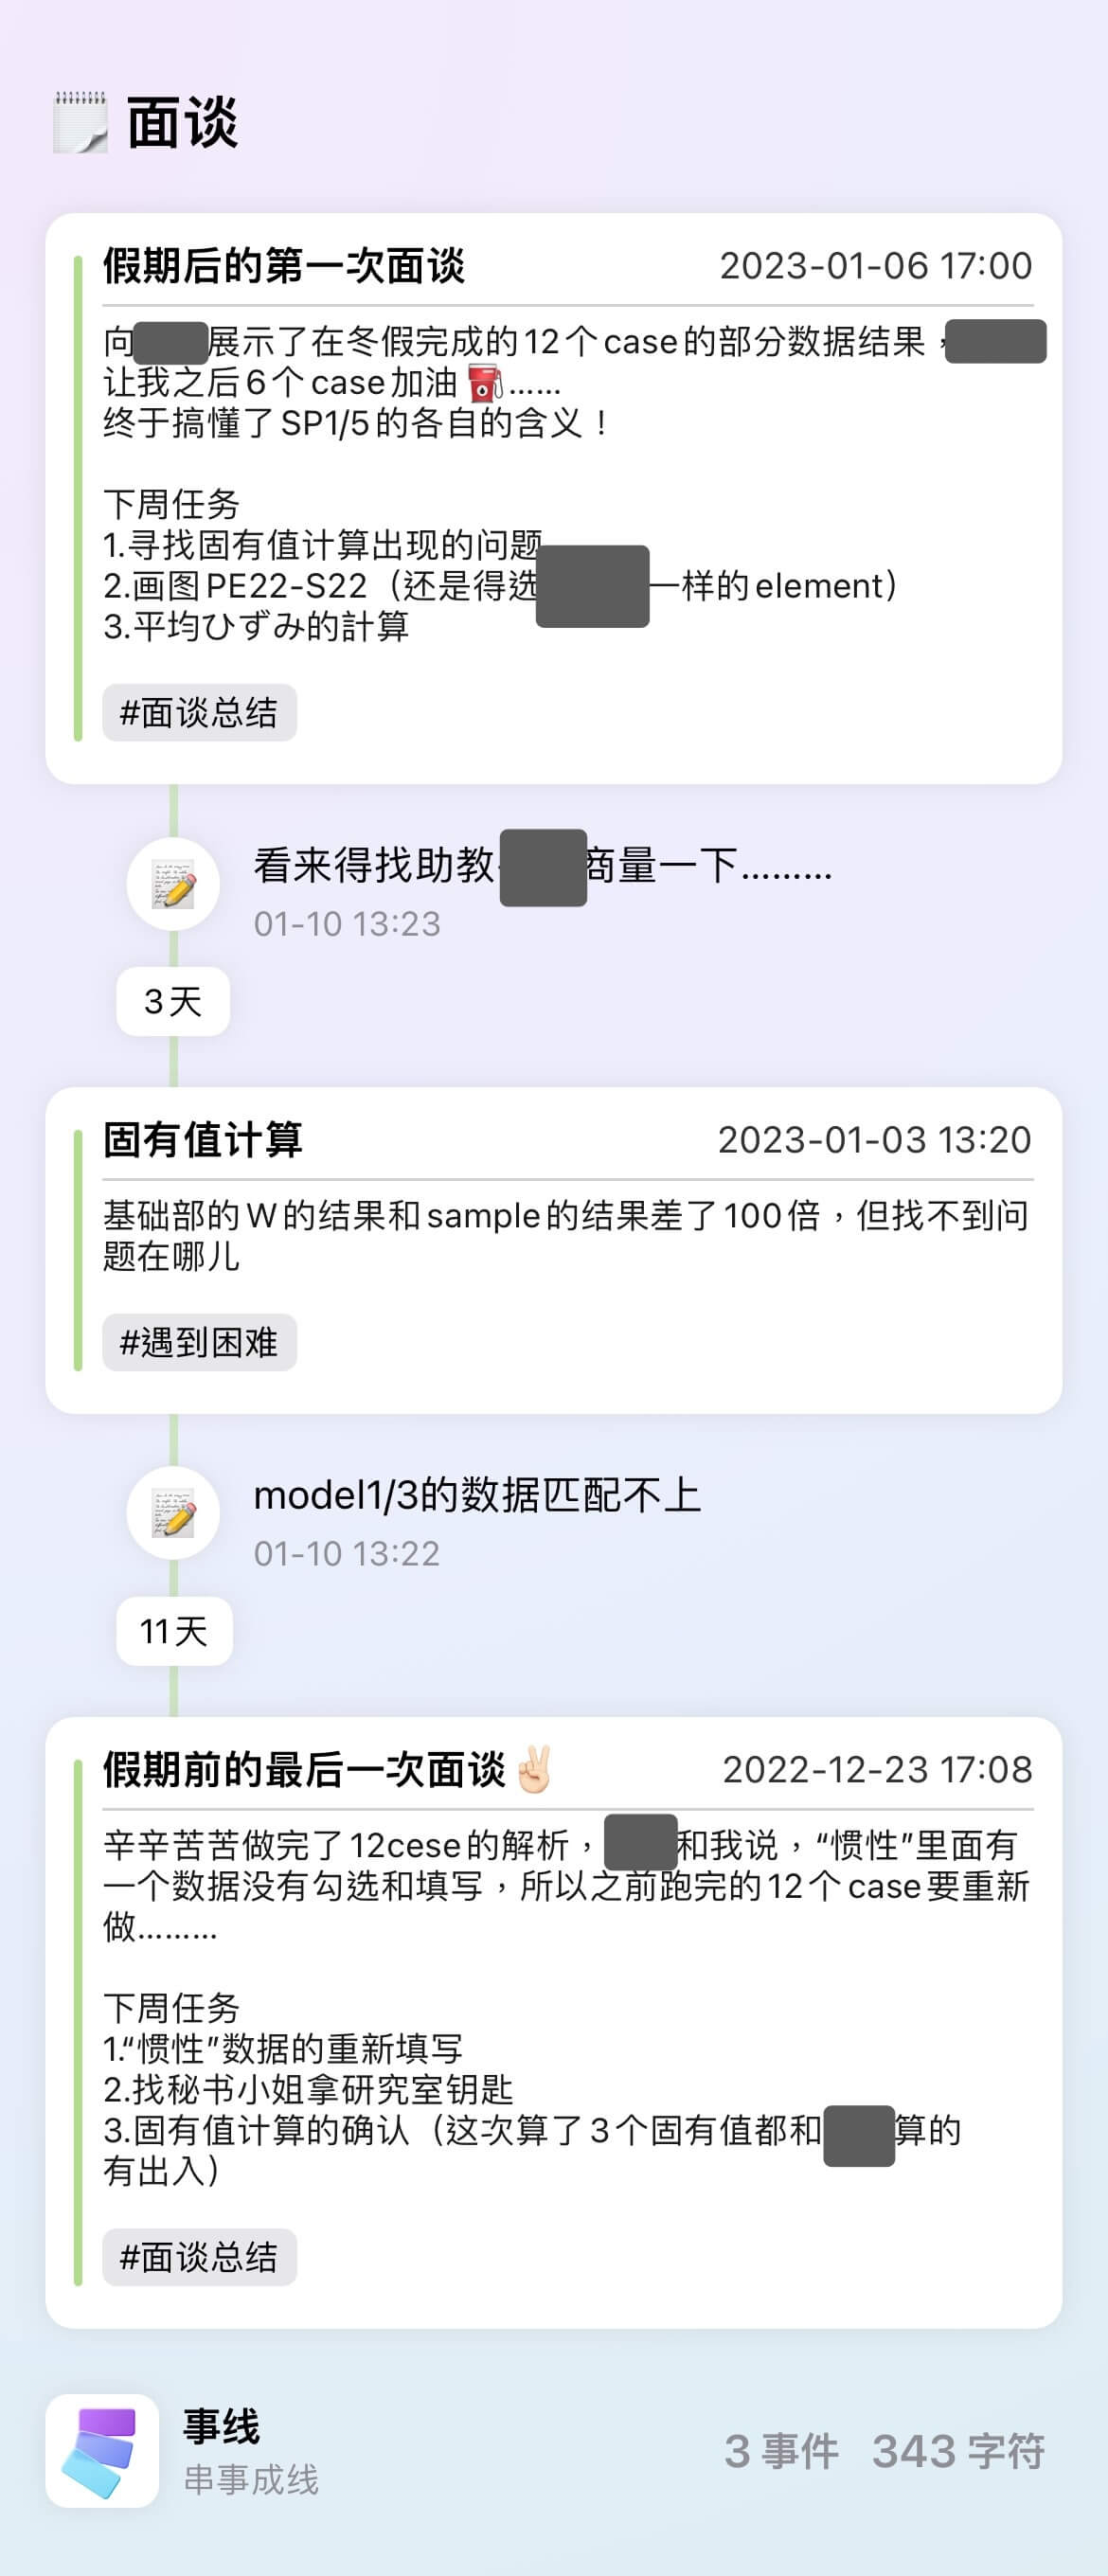 面谈
假期后的第一次面谈 2023-01-06 17:00
向 展示了在冬假完成的12个case的部分数据结果，
让我之后6个case加油⛽️……
终于搞懂了SP1/5的各自的含义！
下周任务
1.寻找固有值计算出现的问题
2.画图PE22-S22（还是得选 一样的element）
3.平均ひずみ的計算
#面谈总结
看来得找助教 商量一下………
01-10 13:23
3天
固有值计算 2023-01-03 13:20
基础部的W的结果和sample的结果差了100倍，但找不到问
题在哪儿
#遇到困难
model1/3的数据匹配不上
01-10 13:22
11天
假期前的最后一次面谈✌🏻 2022-12-23 17:08
辛辛苦苦做完了12cese的解析， 和我说，“惯性”里面有
一个数据没有勾选和填写，所以之前跑完的12个case要重新
做………
下周任务
1.“惯性”数据的重新填写
2.找秘书小姐拿研究室钥匙
3.固有值计算的确认（这次算了3个固有值都和 算的
有出入）
#面谈总结
事线
串事成线
3 事件 343 字符